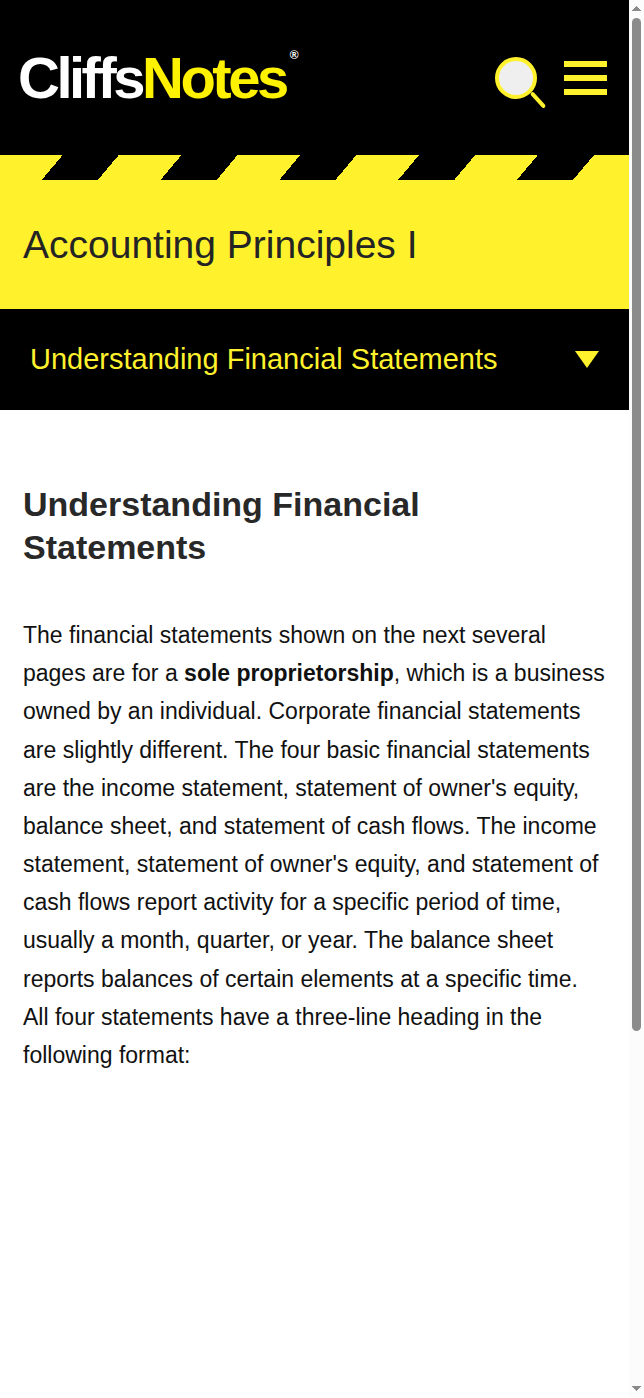 CliffsNotes®
Accounting Principles I
Understanding Financial Statements
Understanding Financial
Statements
The financial statements shown on the next several
pages are for a sole proprietorship, which is a business
owned by an individual. Corporate financial statements
are slightly different. The four basic financial statements
are the income statement, statement of owner's equity,
balance sheet, and statement of cash flows. The income
statement, statement of owner's equity, and statement of
cash flows report activity for a specific period of time,
usually a month, quarter, or year. The balance sheet
reports balances of certain elements at a specific time.
All four statements have a three-line heading in the
following format: